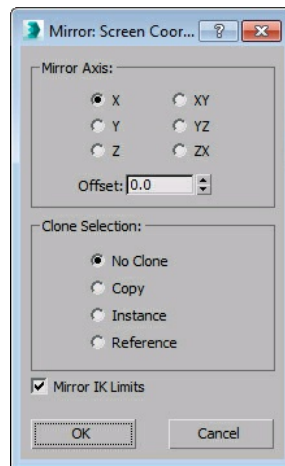 Mirror: Screen Coor...
Mirror Axis:
X XY
Y YZ
Z ZX
Offset: 0.0
Clone Selection:
No Clone
Copy
Instance
Reference
Mirror IK Limits
OK Cancel